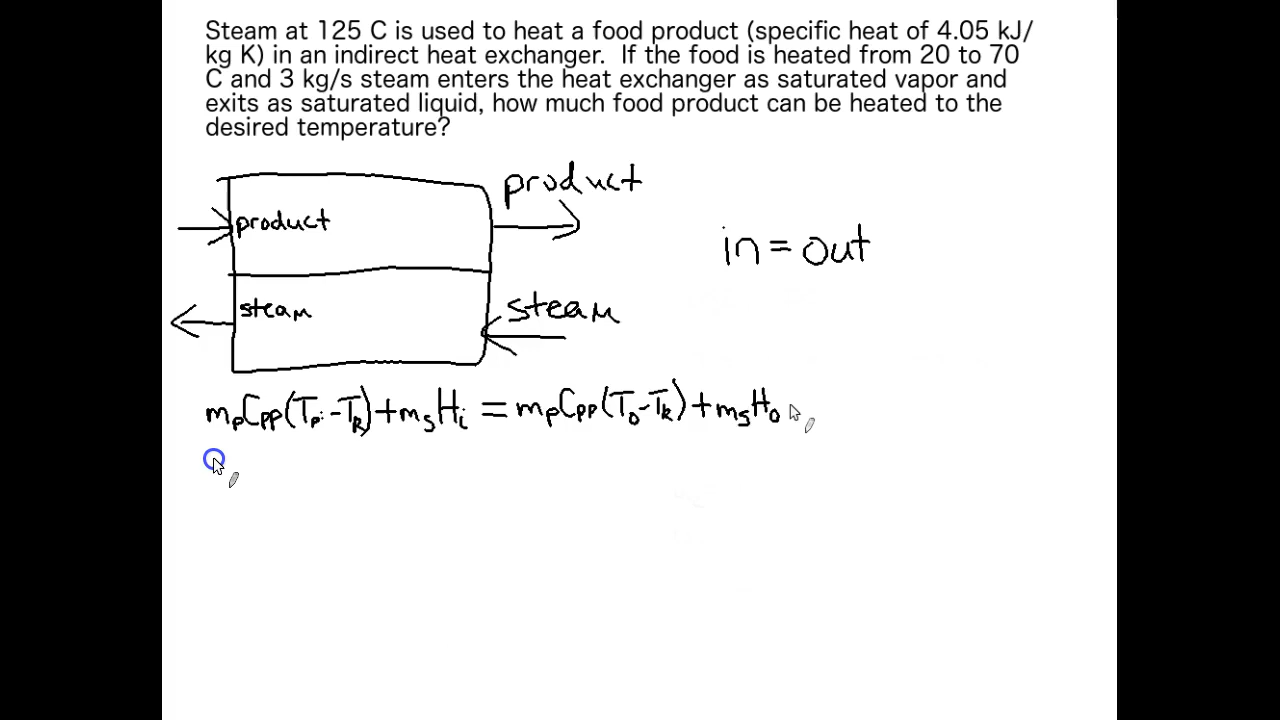 Steam at 125 C is used to heat a food product (specific heat of 4.05 kJ/
kg K) in an indirect heat exchanger.  If the food is heated from 20 to 70
C and 3 kg/s steam enters the heat exchanger as saturated vapor and
exits as saturated liquid, how much food product can be heated to the
desired temperature?
product
product
in = out
steam
steam
mpCpp(Tpi-TR)+msHi = mpCpp(To-TR)+msHo